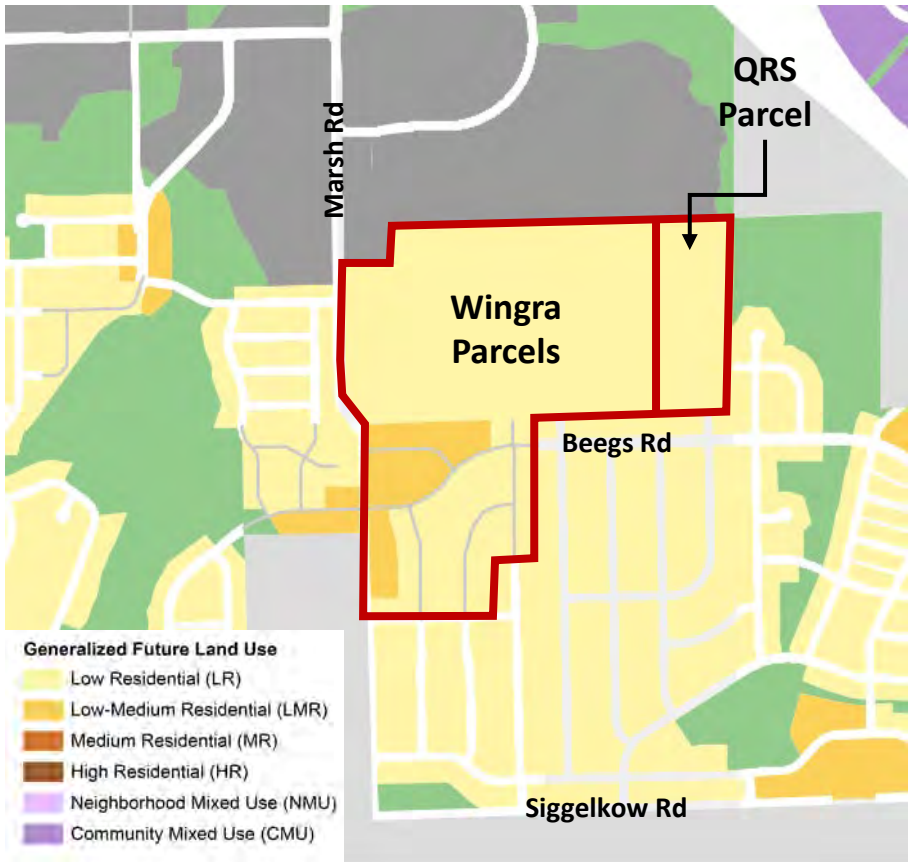 QRS
Parcel
Marsh Rd
Wingra
Parcels
Beegs Rd
Generalized Future Land Use
Low Residential (LR)
Low-Medium Residential (LMR)
Medium Residential (MR)
High Residential (HR)
Neighborhood Mixed Use (NMU)
Community Mixed Use (CMU)
Siggelkow Rd